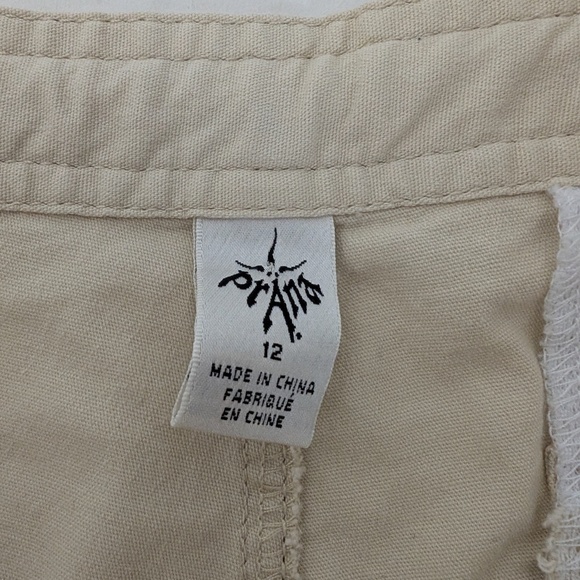 prAna
12
MADE IN CHINA
FABRIQUÉ
EN CHINE